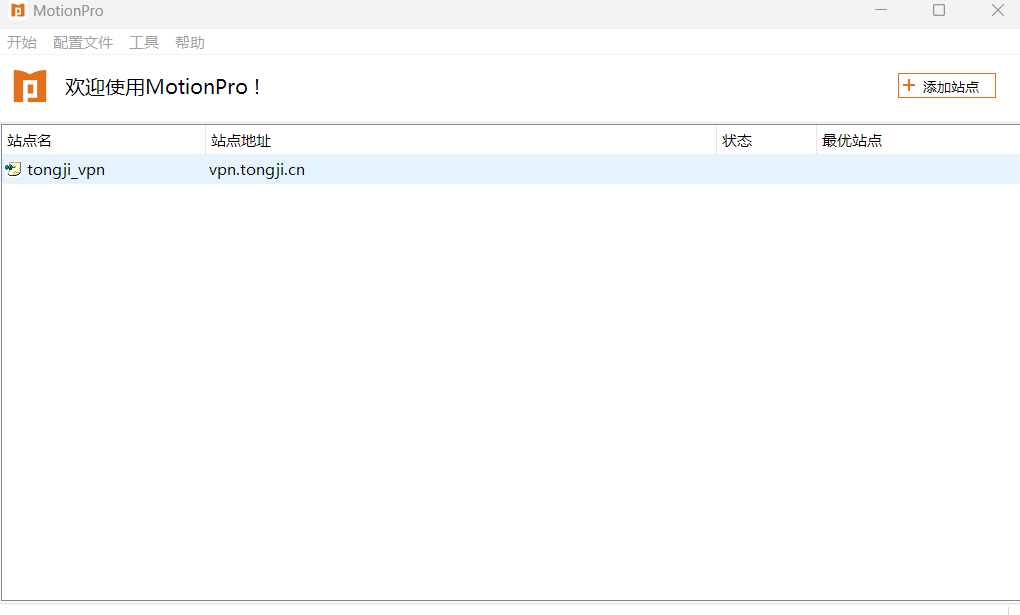 MotionPro
开始 配置文件 工具 帮助
欢迎使用MotionPro！
添加站点
站点名 站点地址 状态 最优站点
tongji_vpn vpn.tongji.cn